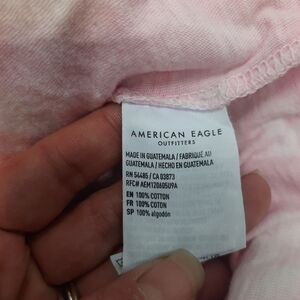 AMERICAN EAGLE
OUTFITTERS
MADE IN GUATEMALA / FABRIQUÉ AU
GUATEMALA / HECHO EN GUATEMALA
RN 54485 / CA 03873
RFC# AEM120605U9A
EN 100% COTTON
FR 100% COTON
SP 100% algodón